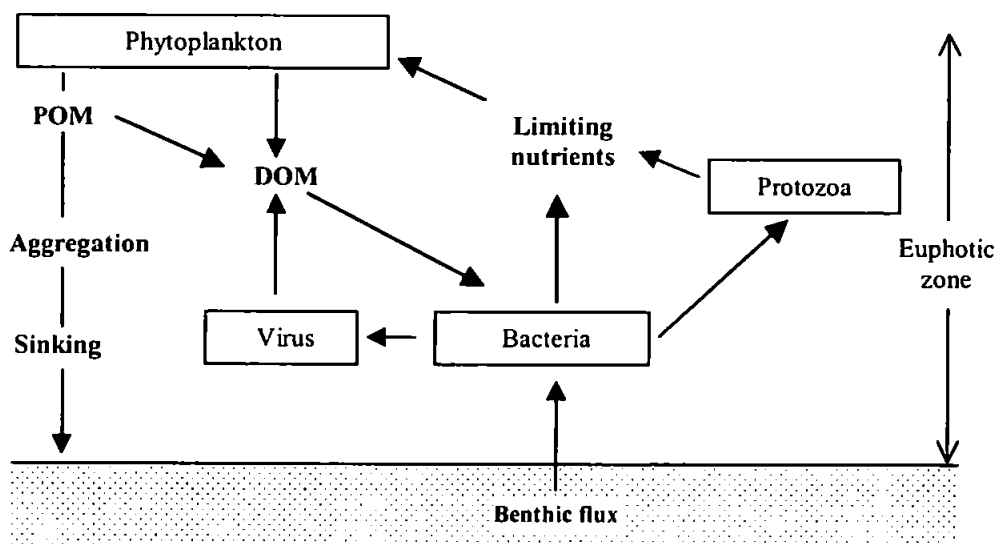 Phytoplankton
POM
Limiting
nutrients
DOM
Protozoa
Aggregation
Euphotic
zone
Sinking
Virus
Bacteria
Benthic flux